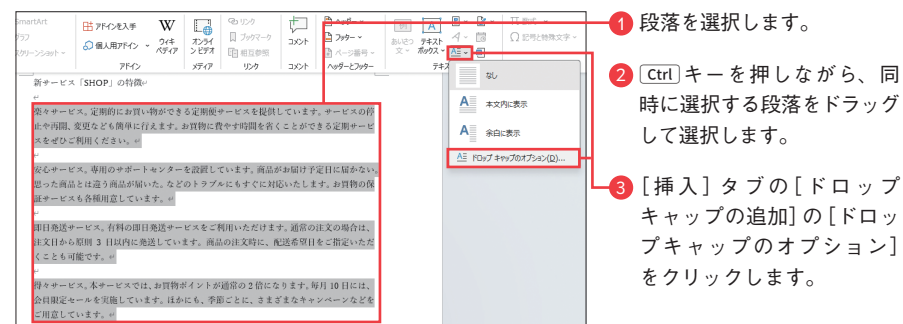 SmartArt
グラフ
スクリーンショット
アドインを入手
個人用アドイン
ウィキ
ペディア
アドイン
オンライ
ンビデオ
メディア
リンク
ブックマーク
相互参照
リンク
コメント
コメント
ヘッダー
フッター
ページ番号
ヘッダーとフッター
あいさつ
文
テキスト
ボックス
数式
記号と特殊文字
なし
本文内に表示
余白に表示
ドロップ キャップのオプション(D)...
新サービス「SHOP」の特徴
楽々サービス。定期的にお買い物ができる定期便サービスを提供しています。サービスの停
止や再開、変更なども簡単に行えます。お買物に費やす時間を省くことができる定期サービ
スをぜひご利用ください。
安心サービス。専用のサポートセンターを設置しています。商品がお届け予定日に届かない。
思った商品とは違う商品が届いた。などのトラブルにもすぐに対応いたします。お買物の保
証サービスも各種用意しています。
即日発送サービス。有料の即日発送サービスをご利用いただけます。通常の注文の場合は、
注文日から原則 3 日以内に発送しています。商品の注文時に、配送希望日をご指定いただ
くことも可能です。
得々サービス。本サービスでは、お買物ポイントが通常の2倍になります。毎月10日には、
会員限定セールを実施しています。ほかにも、季節ごとに、さまざまなキャンペーンなどを
ご用意しています。
1 段落を選択します。
2 Ctrlキーを押しながら、同
時に選択する段落をドラッグ
して選択します。
3 [挿入]タブの[ドロップ
キャップの追加]の[ドロッ
プキャップのオプション]
をクリックします。